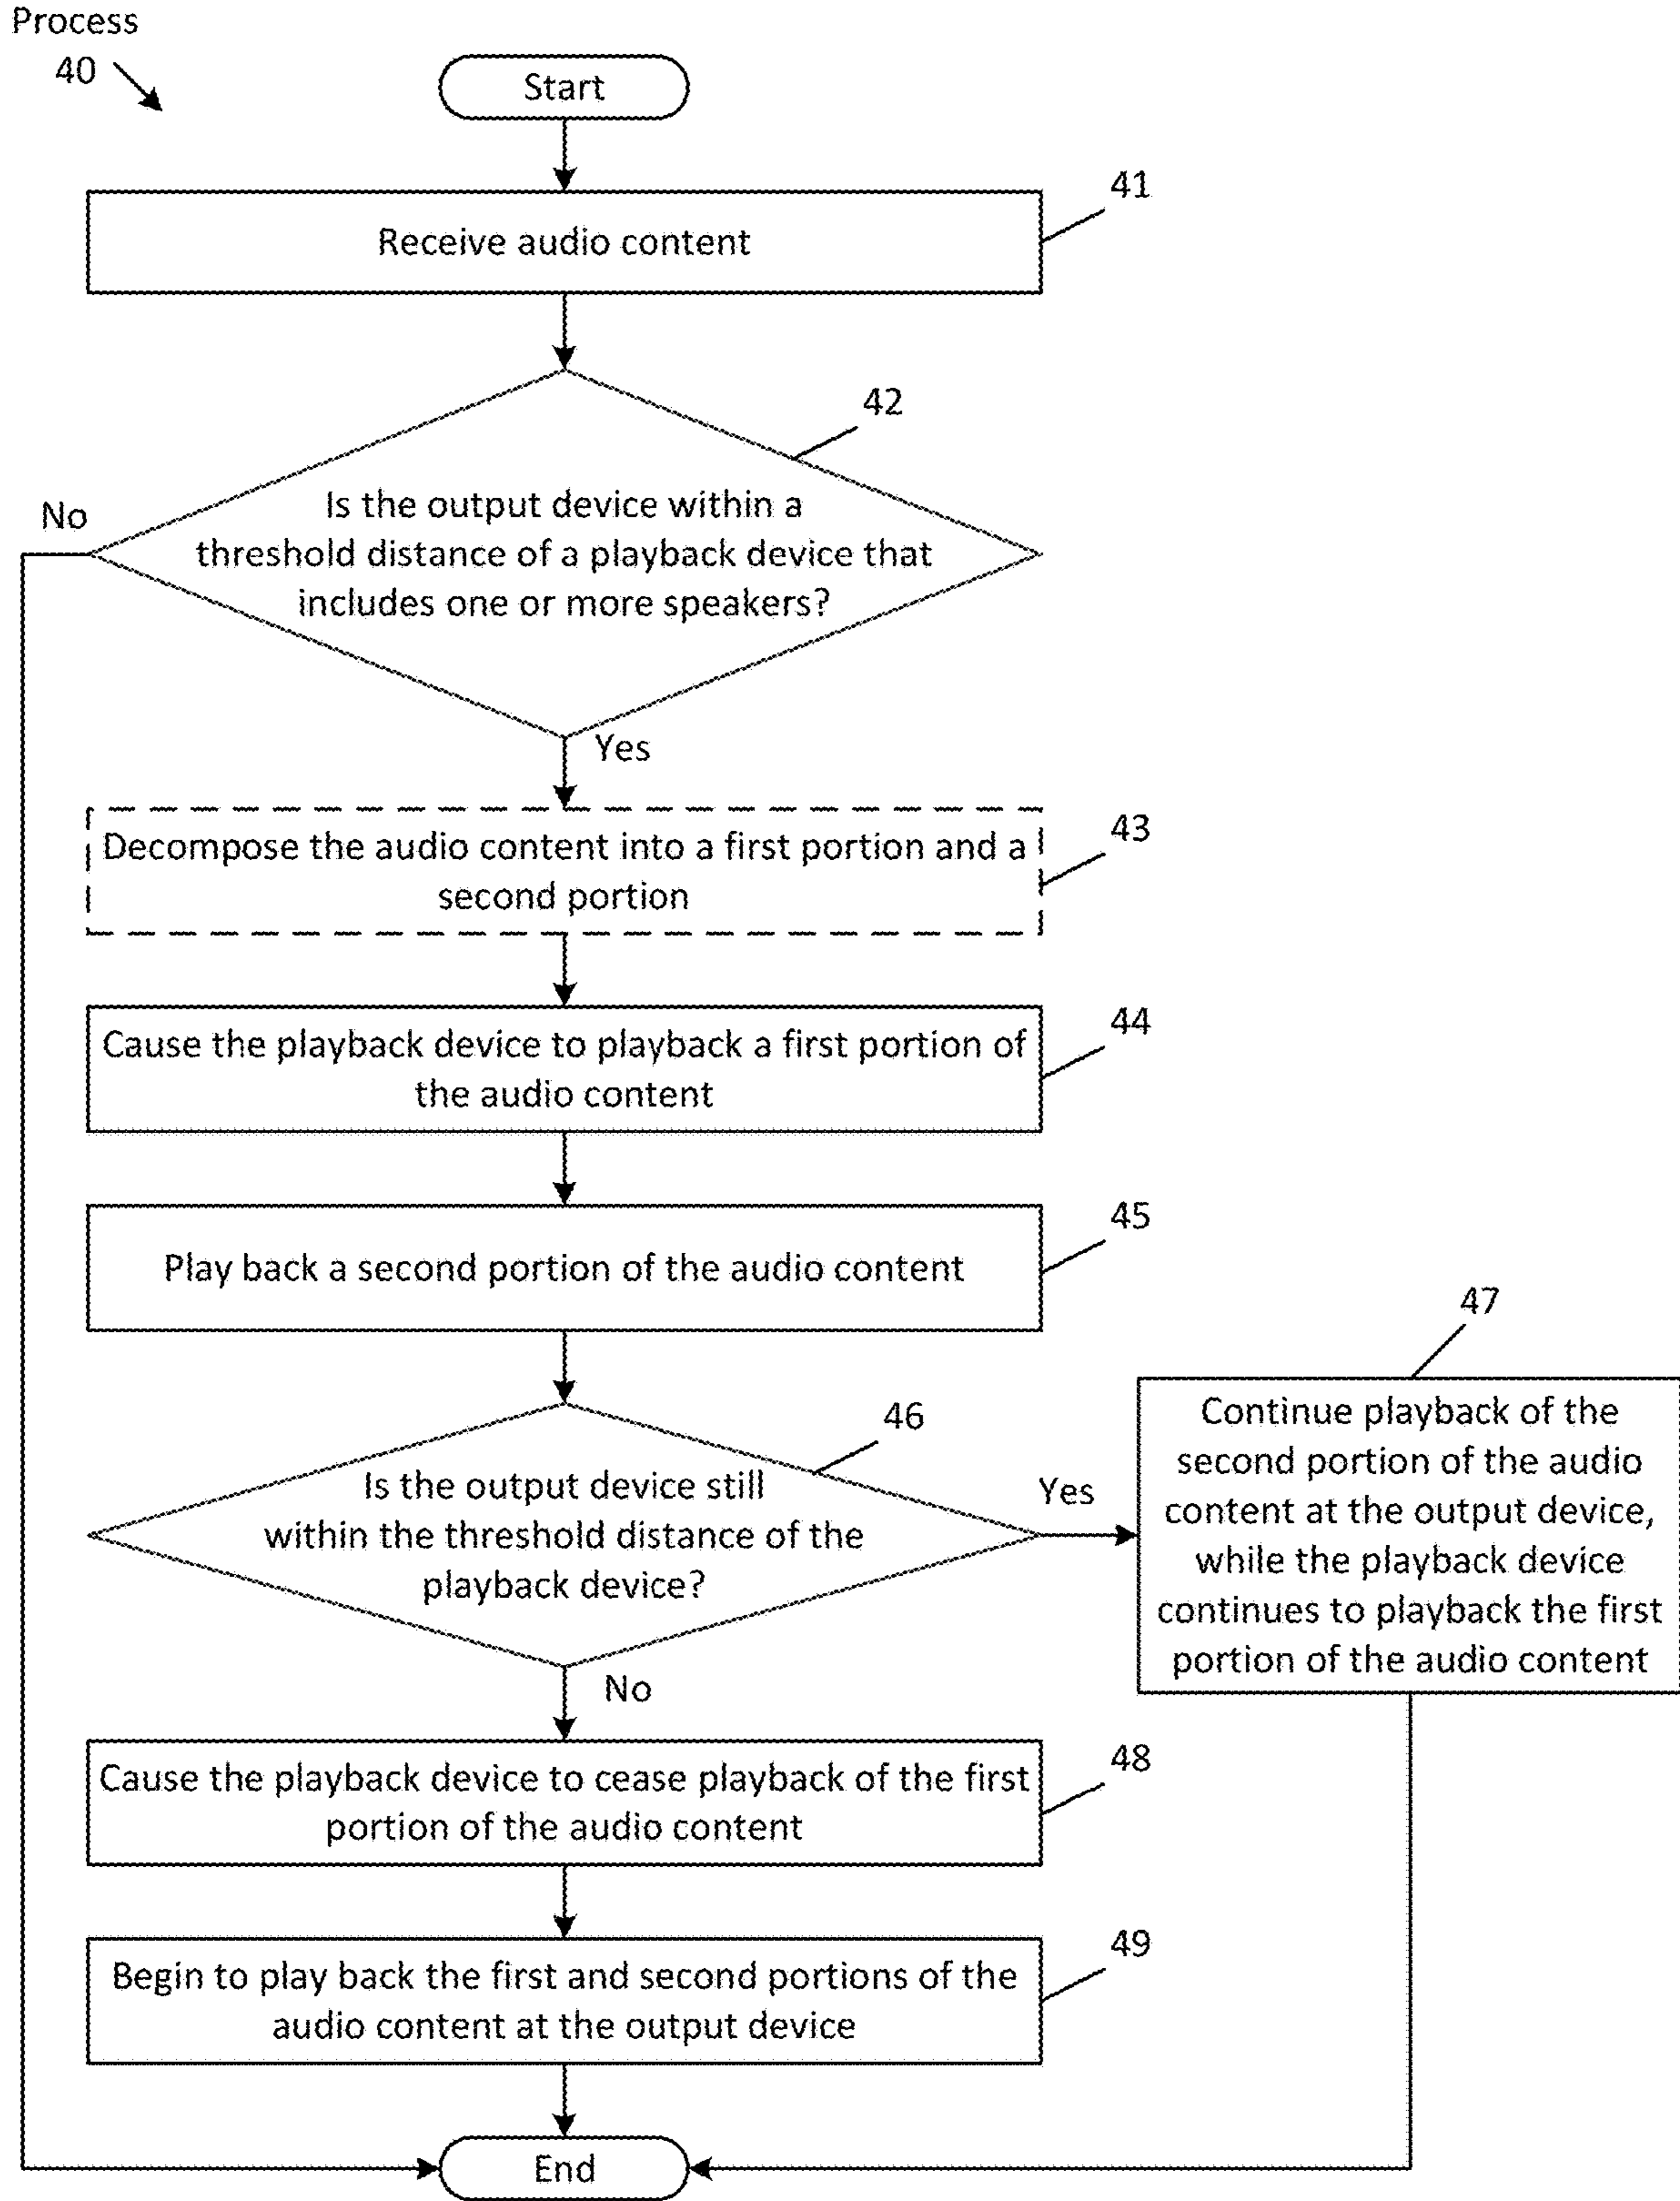 Process
40
Start
41
Receive audio content
42
Is the output device within a
threshold distance of a playback device that
includes one or more speakers?
No
Yes
43
Decompose the audio content into a first portion and a
second portion
44
Cause the playback device to playback a first portion of
the audio content
45
Play back a second portion of the audio content
46
Is the output device still
within the threshold distance of the
playback device?
Yes
47
Continue playback of the
second portion of the audio
content at the output device,
while the playback device
continues to playback the first
portion of the audio content
No
48
Cause the playback device to cease playback of the first
portion of the audio content
49
Begin to play back the first and second portions of the
audio content at the output device
End